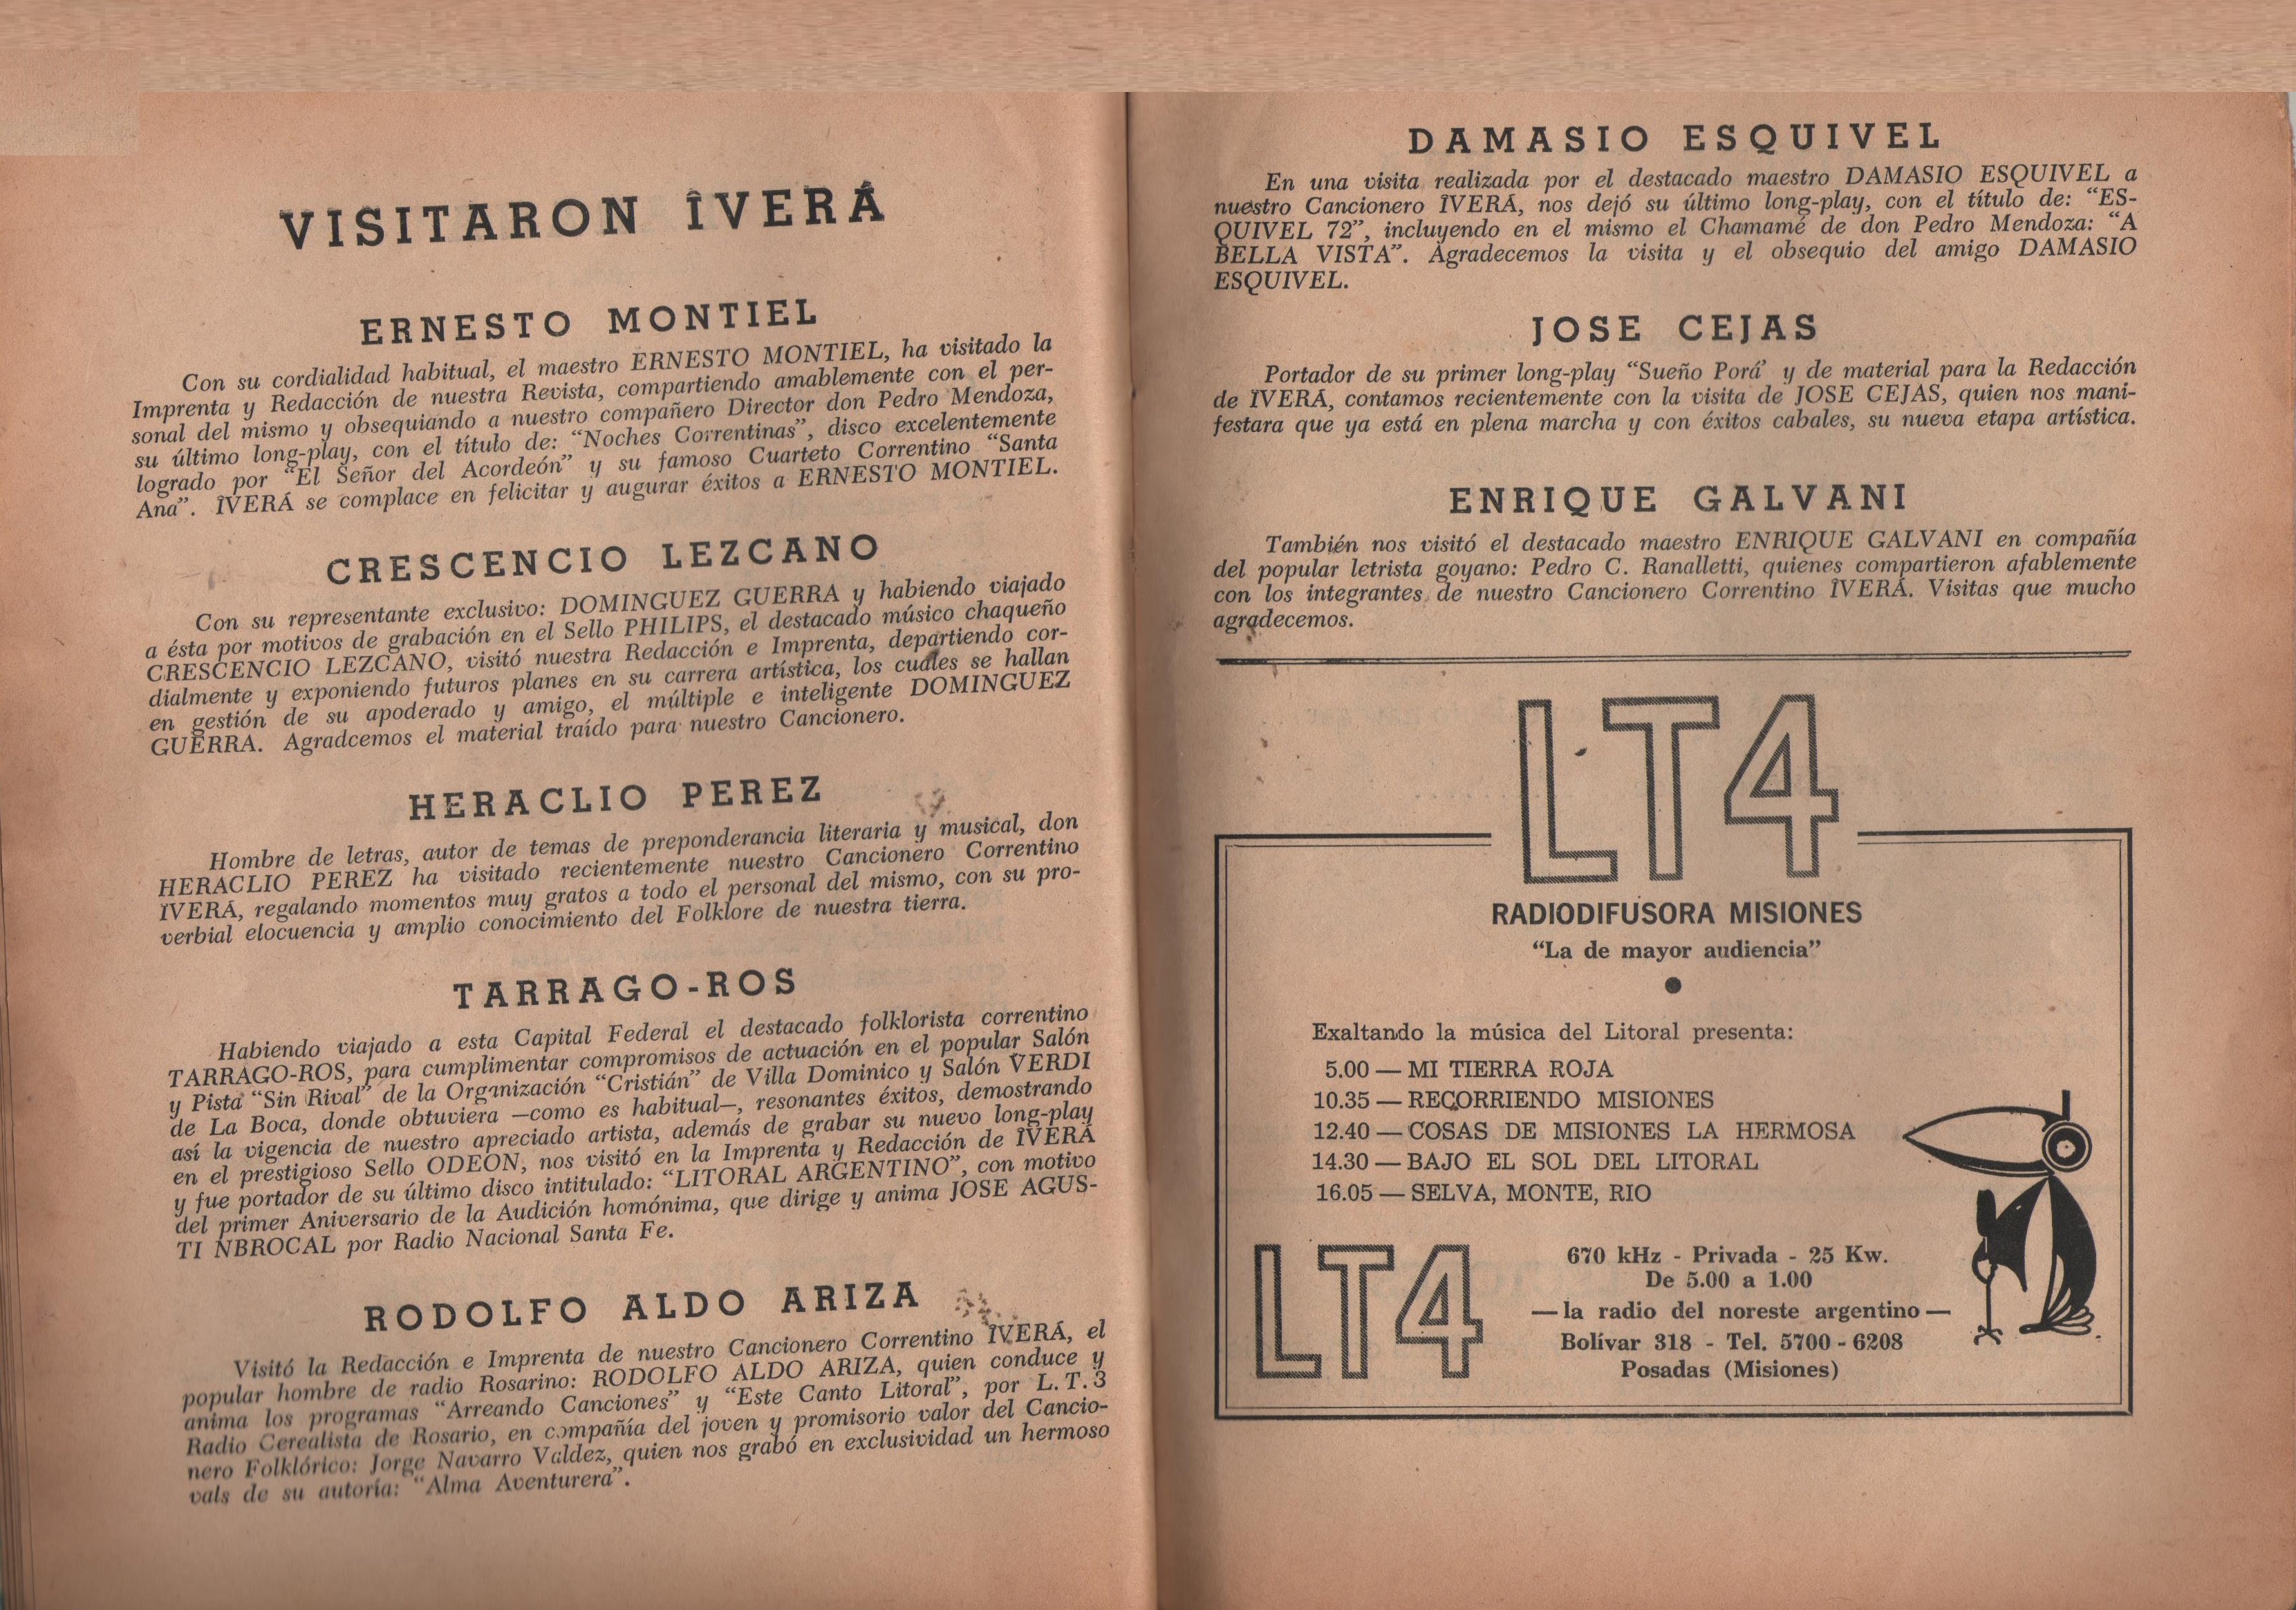 VISITARON ÎVERÁ
ERNESTO MONTIEL
Con su cordialidad habitual, el maestro ERNESTO MONTIEL, ha visitado la
Imprenta y Redacción de nuestra Revista, compartiendo amablemente con el per-
sonal del mismo y obsequiando a nuestro compañero Director don Pedro Mendoza,
su último long-play, con el título de: “Noches Correntinas”, disco excelentemente
logrado por “El Señor del Acordeón” y su famoso Cuarteto Correntino “Santa
Ana”. ÎVERÁ se complace en felicitar y augurar éxitos a ERNESTO MONTIEL.
CRESCENCIO LEZCANO
Con su representante exclusivo: DOMINGUEZ GUERRA y habiendo viajado
a ésta por motivos de grabación en el Sello PHILIPS, el destacado músico chaqueño
CRESCENCIO LEZCANO, visitó nuestra Redacción e Imprenta, departiendo cor-
dialmente y exponiendo futuros planes en su carrera artística, los cuales se hallan
en gestión de su apoderado y amigo, el múltiple e inteligente DOMINGUEZ
GUERRA. Agradcemos el material traído para nuestro Cancionero.
HERACLIO PEREZ
Hombre de letras, autor de temas de preponderancia literaria y musical, don
HERACLIO PEREZ ha visitado recientemente nuestro Cancionero Correntino
ÎVERÁ, regalando momentos muy gratos a todo el personal del mismo, con su pro-
verbial elocuencia y amplio conocimiento del Folklore de nuestra tierra.
TARRAGO-ROS
Habiendo viajado a esta Capital Federal el destacado folklorista correntino
TARRAGO-ROS, para cumplimentar compromisos de actuación en el popular Salón
y Pista “Sin Rival” de la Organización “Cristián” de Villa Dominico y Salón VERDI
de La Boca, donde obtuviera —como es habitual—, resonantes éxitos, demostrando
así la vigencia de nuestro apreciado artista, además de grabar su nuevo long-play
en el prestigioso Sello ODEON, nos visitó en la Imprenta y Redacción de ÎVERÁ
y fue portador de su último disco intitulado: “LITORAL ARGENTINO”, con motivo
del primer Aniversario de la Audición homónima, que dirige y anima JOSE AGUS-
TI NBROCAL por Radio Nacional Santa Fe.
RODOLFO ALDO ARIZA
Visitó la Redacción e Imprenta de nuestro Cancionero Correntino ÎVERÁ, el
popular hombre de radio Rosarino: RODOLFO ALDO ARIZA, quien conduce y
anima los programas “Arreando Canciones” y “Este Canto Litoral”, por L.T.3
Radio Cerealista de Rosario, en compañía del joven y promisorio valor del Cancio-
nero Folklórico: Jorge Navarro Valdez, quien nos grabó en exclusividad un hermoso
vals de su autoría: “Alma Aventurera”.
DAMASIO ESQUIVEL
En una visita realizada por el destacado maestro DAMASIO ESQUIVEL a
nuestro Cancionero ÎVERÁ, nos dejó su último long-play, con el título de: “ES-
QUIVEL 72”, incluyendo en el mismo el Chamamé de don Pedro Mendoza: “A
BELLA VISTA”. Agradecemos la visita y el obsequio del amigo DAMASIO
ESQUIVEL.
JOSE CEJAS
Portador de su primer long-play “Sueño Porá’ y de material para la Redacción
de ÎVERÁ, contamos recientemente con la visita de JOSE CEJAS, quien nos mani-
festara que ya está en plena marcha y con éxitos cabales, su nueva etapa artística.
ENRIQUE GALVANI
También nos visitó el destacado maestro ENRIQUE GALVANI en compañía
del popular letrista goyano: Pedro C. Ranalletti, quienes compartieron afablemente
con los integrantes de nuestro Cancionero Correntino ÎVERÁ. Visitas que mucho
agradecemos.
LT4
RADIODIFUSORA MISIONES
“La de mayor audiencia”
Exaltando la música del Litoral presenta:
5.00 — MI TIERRA ROJA
10.35 — RECORRIENDO MISIONES
12.40 — COSAS DE MISIONES LA HERMOSA
14.30 — BAJO EL SOL DEL LITORAL
16.05 — SELVA, MONTE, RIO
LT4
670 kHz - Privada - 25 Kw.
De 5.00 a 1.00
— la radio del noreste argentino —
Bolívar 318 - Tel. 5700 - 6208
Posadas (Misiones)